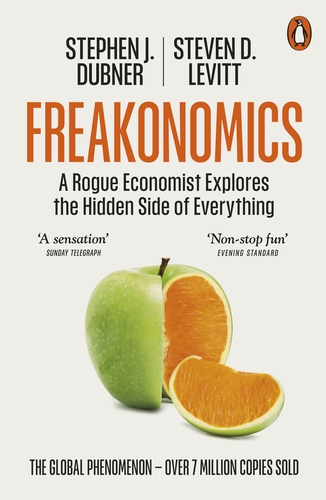 STEPHEN J. DUBNER
STEVEN D. LEVITT
FREAKONOMICS
A Rogue Economist Explores
the Hidden Side of Everything
‘A sensation’
SUNDAY TELEGRAPH
‘Non-stop fun’
EVENING STANDARD
THE GLOBAL PHENOMENON – OVER 7 MILLION COPIES SOLD